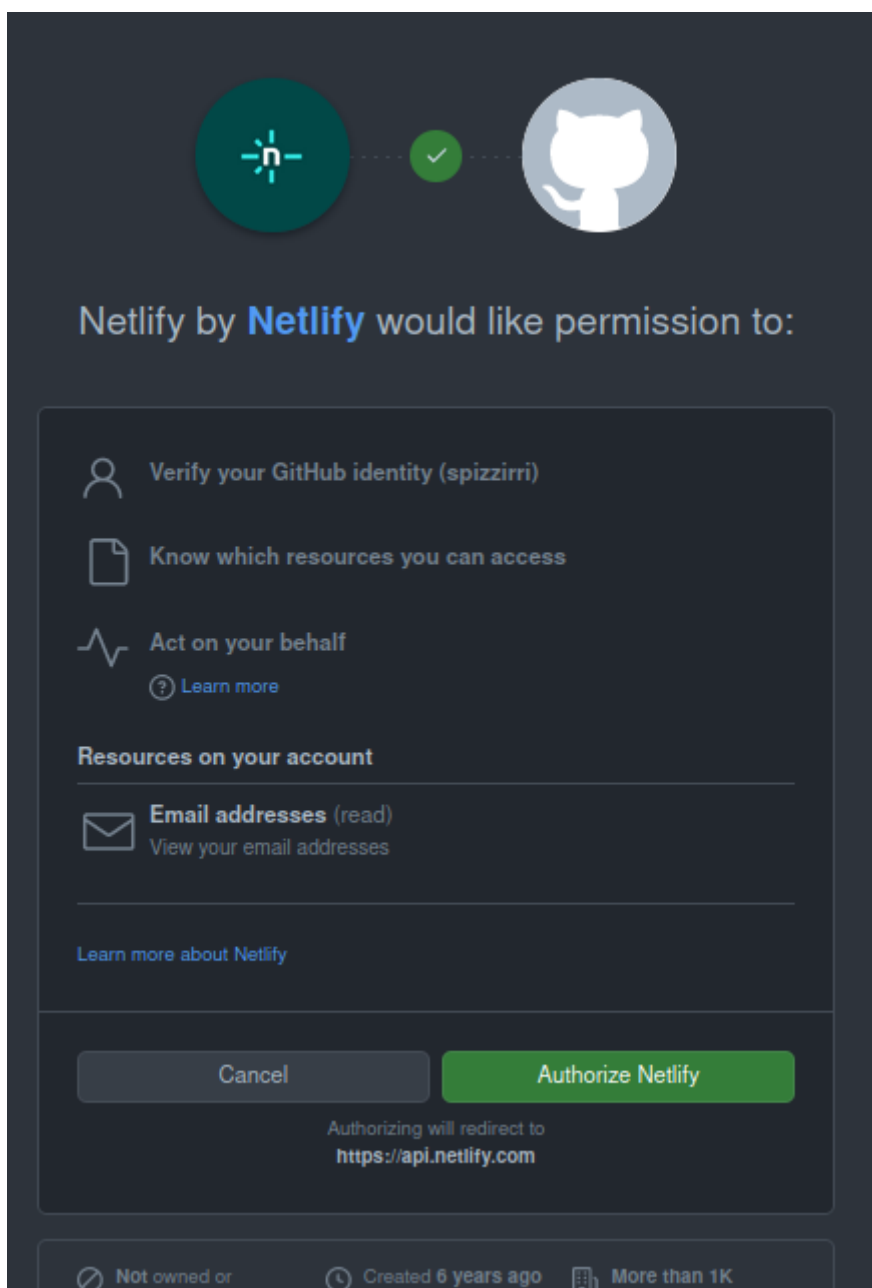 n
Netlify by Netlify would like permission to:
Verify your GitHub identity (spizzirri)
Know which resources you can access
Act on your behalf
? Learn more
Resources on your account
Email addresses (read)
View your email addresses
Learn more about Netlify
Cancel
Authorize Netlify
Authorizing will redirect to
https://api.netlify.com
Not owned or
Created 6 years ago
More than 1K